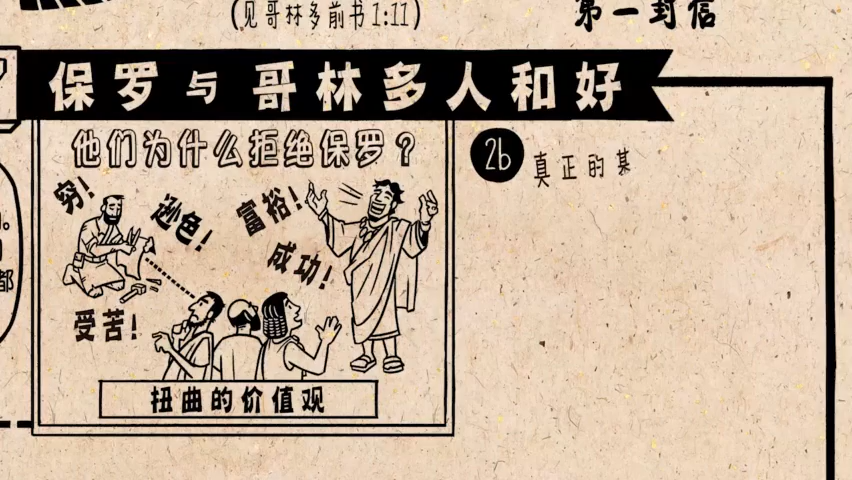 (见哥林多前书1:11)
第一封信
保罗与哥林多人和好
他们为什么拒绝保罗?
穷!
逊色!
富裕!
成功!
受苦!
扭曲的价值观
2b
真正的某
都